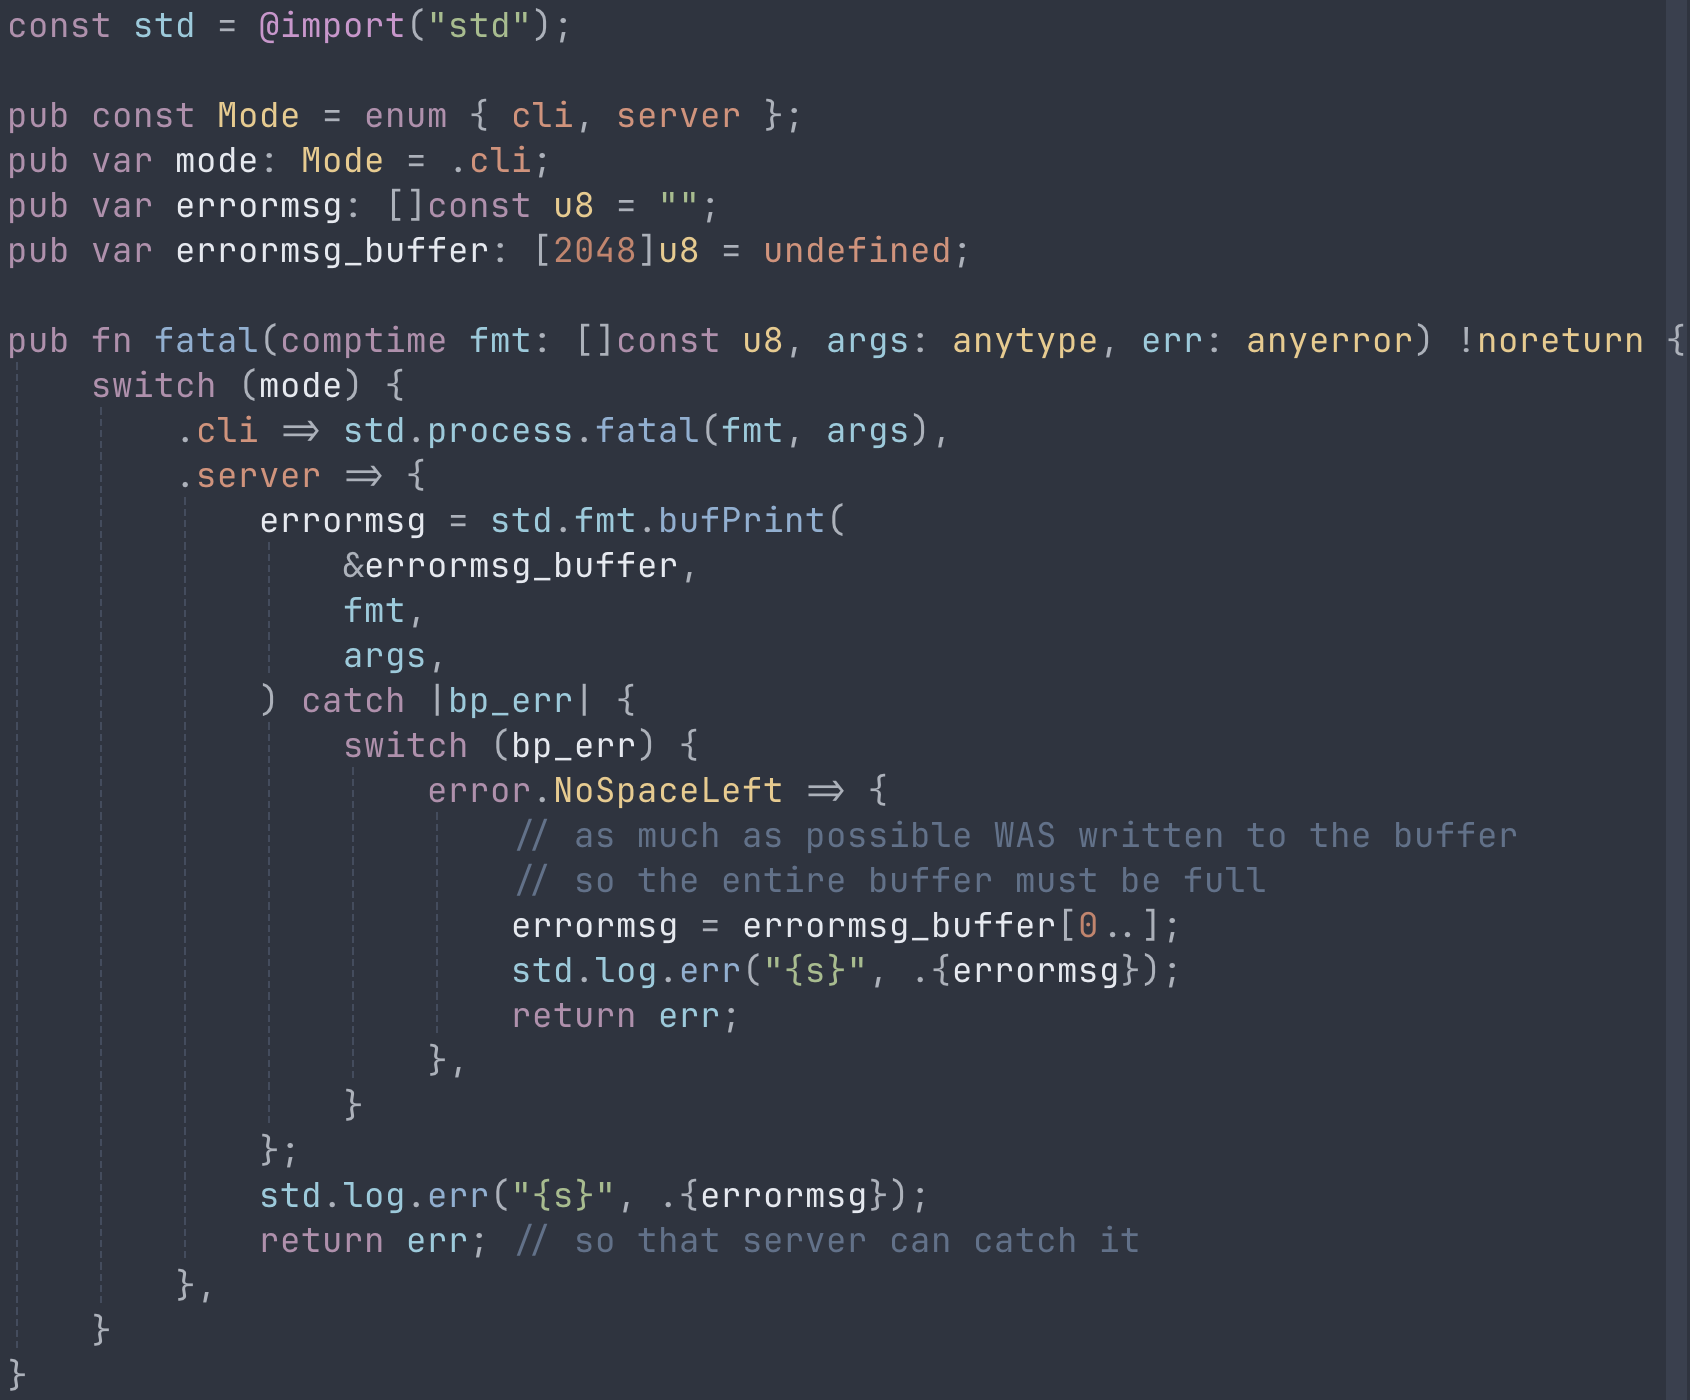 const std = @import("std");

pub const Mode = enum { cli, server };
pub var mode: Mode = .cli;
pub var errormsg: []const u8 = "";
pub var errormsg_buffer: [2048]u8 = undefined;

pub fn fatal(comptime fmt: []const u8, args: anytype, err: anyerror) !noreturn {
    switch (mode) {
        .cli => std.process.fatal(fmt, args),
        .server => {
            errormsg = std.fmt.bufPrint(
                &errormsg_buffer,
                fmt,
                args,
            ) catch |bp_err| {
                switch (bp_err) {
                    error.NoSpaceLeft => {
                        // as much as possible WAS written to the buffer
                        // so the entire buffer must be full
                        errormsg = errormsg_buffer[0..];
                        std.log.err("{s}", .{errormsg});
                        return err;
                    },
                }
            };
            std.log.err("{s}", .{errormsg});
            return err; // so that server can catch it
        },
    }
}